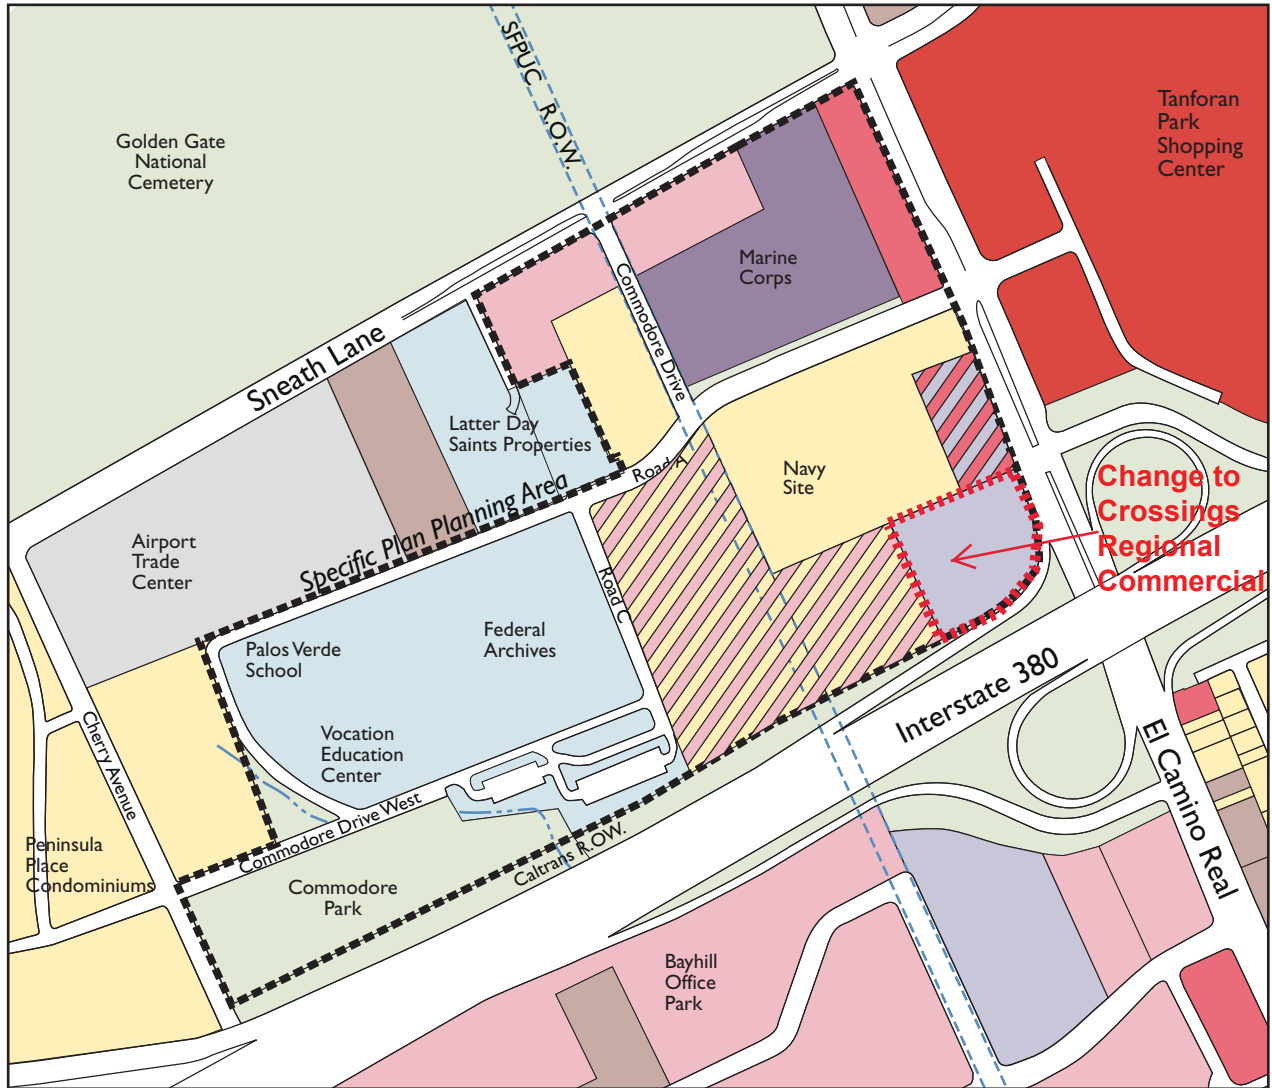 SFPUC R.O.W.
Tanforan
Park
Shopping
Center
Golden Gate
National
Cemetery
Marine
Corps
Commodore Drive
Sneath Lane
Latter Day
Saints Properties
Road A
Navy
Site
Change to
Crossings
Regional
Commercial
Specific Plan Planning Area
Airport
Trade
Center
Road C
Palos Verde
School
Federal
Archives
Interstate 380
Cherry Avenue
Vocation
Education
Center
El Camino Real
Commodore Drive West
Caltrans R.OW.
Peninsula
Place
Condominiums
Commodore
Park
Bayhill
Office
Park